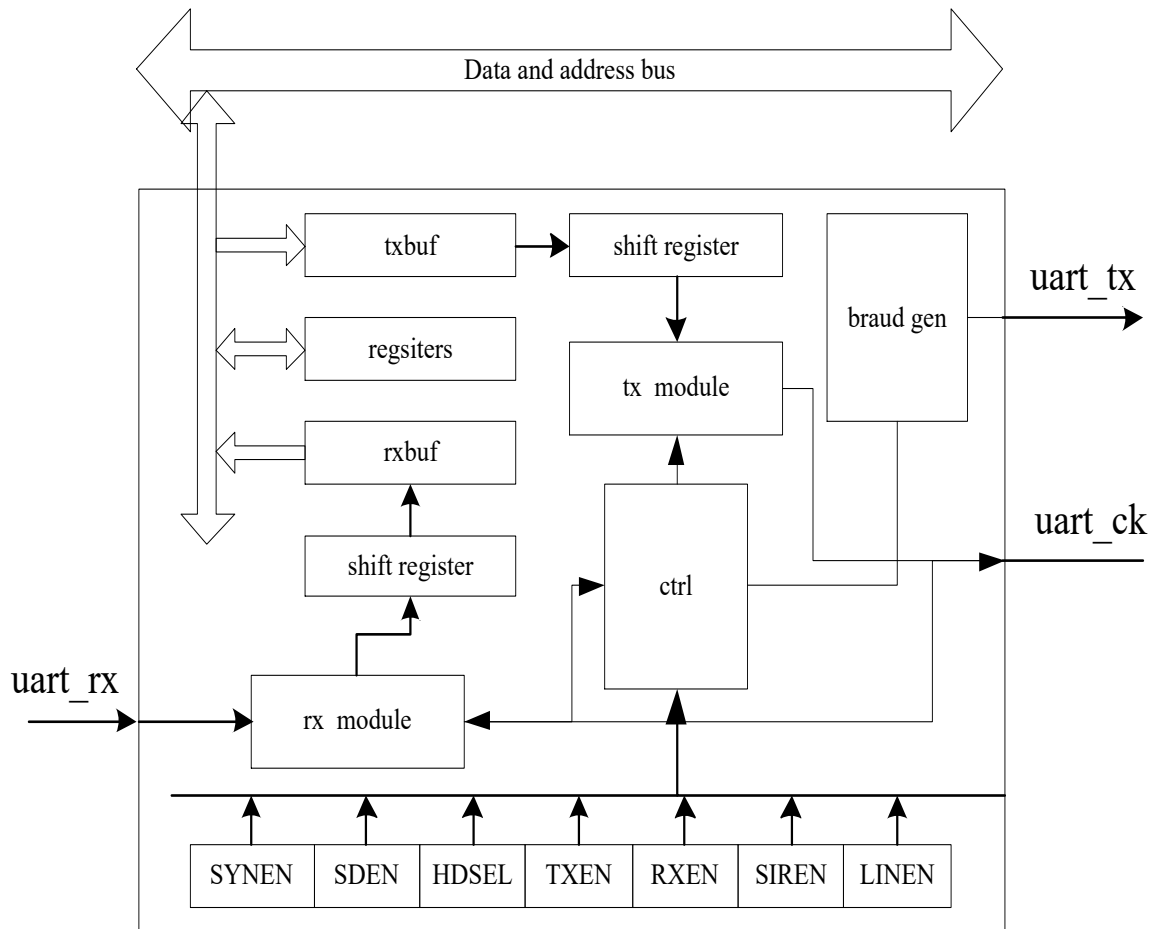 Data and address bus
txbuf
shift register
braud gen
uart_tx
regsiters
tx module
rxbuf
shift register
ctrl
uart_ck
uart_rx
rx module
SYNEN SDEN HDSEL TXEN RXEN SIREN LINEN